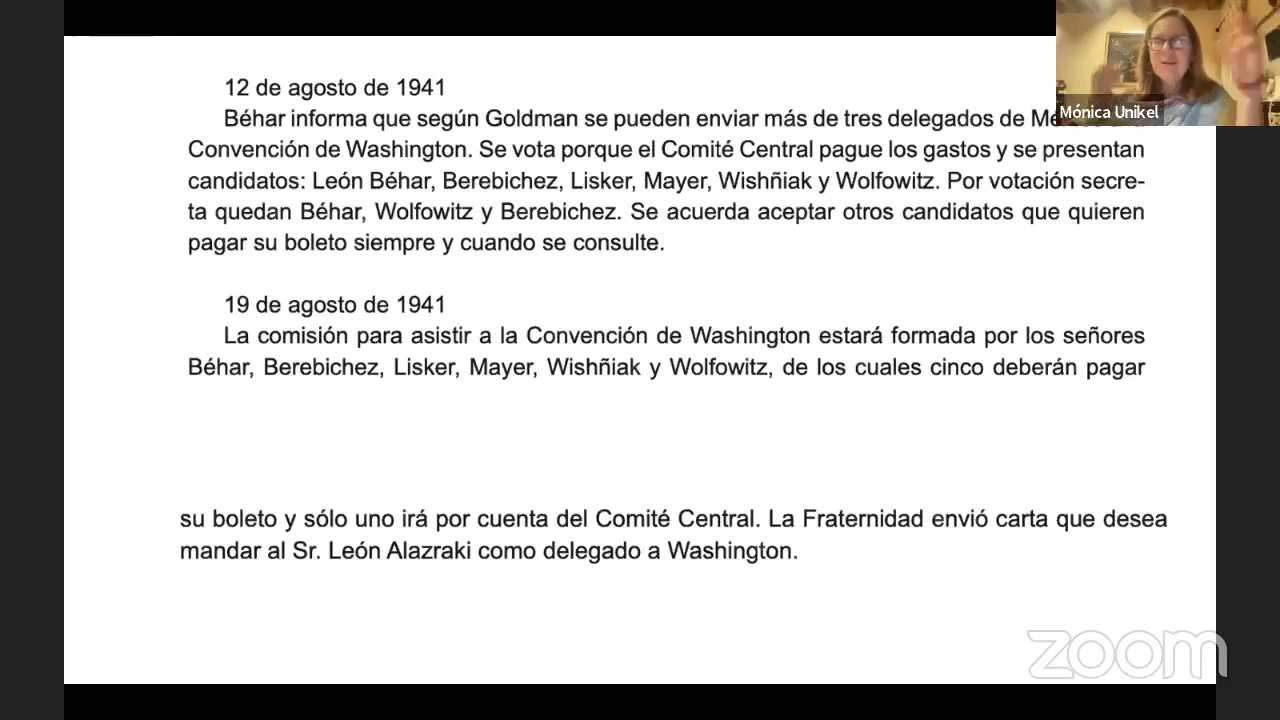 12 de agosto de 1941
Béhar informa que según Goldman se pueden enviar más de tres delegados de
Convención de Washington. Se vota porque el Comité Central pague los gastos y se presentan
candidatos: León Béhar, Berebichez, Lisker, Mayer, Wishñiak y Wolfowitz. Por votación secre-
ta quedan Béhar, Wolfowitz y Berebichez. Se acuerda aceptar otros candidatos que quieren
pagar su boleto siempre y cuando se consulte.
19 de agosto de 1941
La comisión para asistir a la Convención de Washington estará formada por los señores
Béhar, Berebichez, Lisker, Mayer, Wishñiak y Wolfowitz, de los cuales cinco deberán pagar
su boleto y sólo uno irá por cuenta del Comité Central. La Fraternidad envió carta que desea
mandar al Sr. León Alazraki como delegado a Washington.
Mónica Unikel
zoom